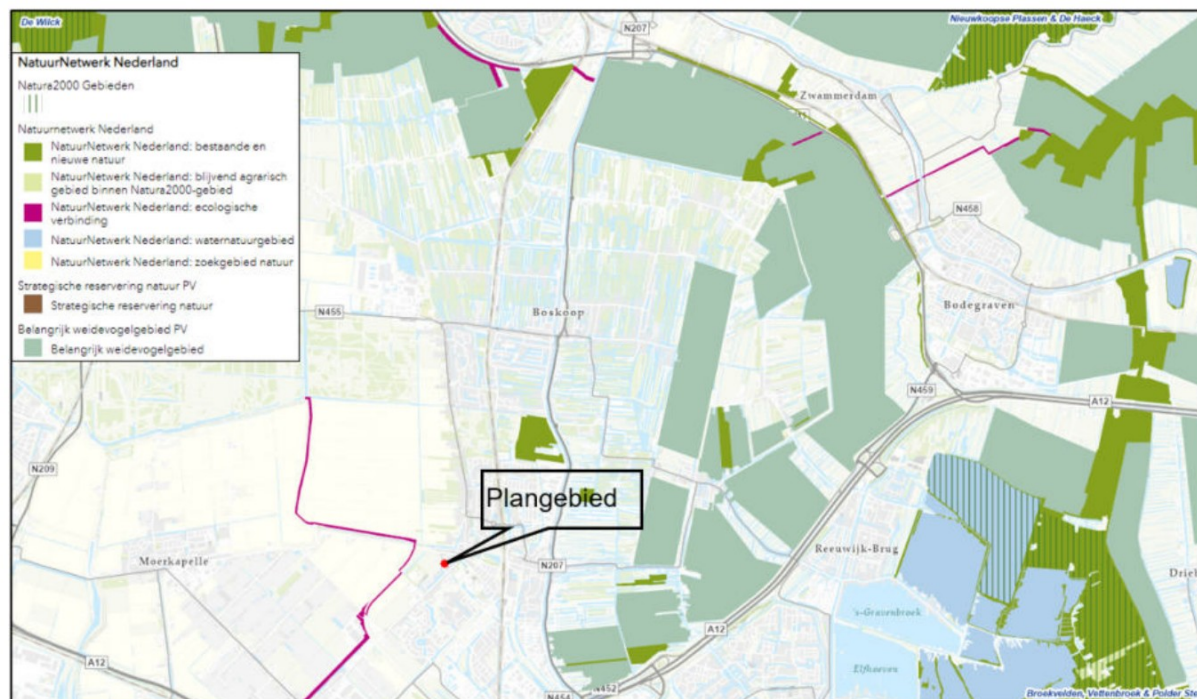 De Wilck
NatuurNetwerk Nederland
Natura2000 Gebieden
Natuurnetwerk Nederland
NatuurNetwerk Nederland: bestaande en
nieuwe natuur
NatuurNetwerk Nederland: blijvend agrarisch
gebied binnen Natura2000-gebied
NatuurNetwerk Nederland: ecologische
verbinding
NatuurNetwerk Nederland: waternatuurgebied
NatuurNetwerk Nederland: zoekgebied natuur
Strategische reservering natuur PV
Strategische reservering natuur
Belangrijk weidevogelgebied PV
Belangrijk weidevogelgebied
N207
Nieuwkoopse Plassen & De Haeck
Zwammerdam
N458
Bodegraven
N455
Boskoop
N459
A12
N209
Plangebied
Moerkapelle
N207
Reeuwijk-Brug
Drieb
's-Gravenbroek
A12
A12
Elfhoeven
N452
N454
Broekvelden, Vettenbroek & Polder Ste